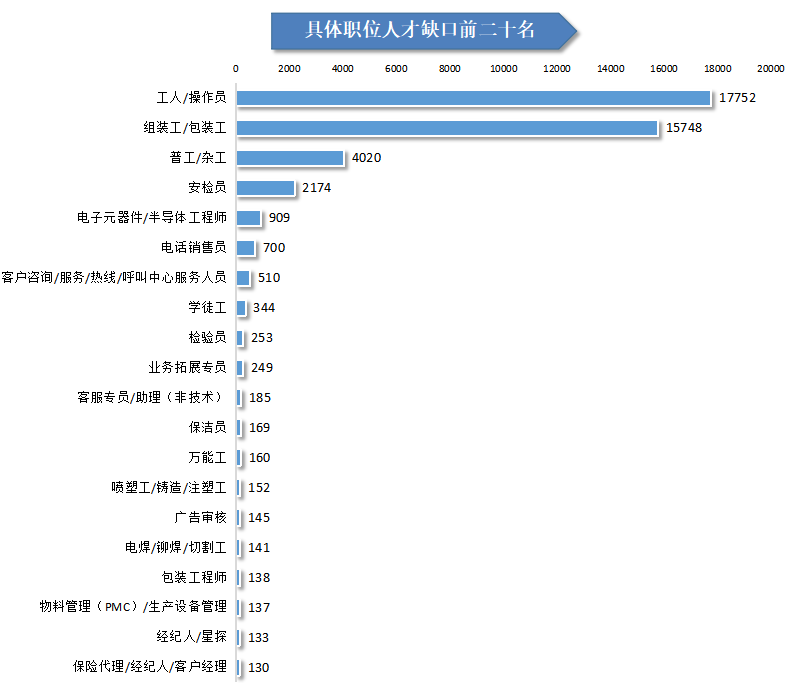 具体职位人才缺口前二十名
0 2000 4000 6000 8000 10000 12000 14000 16000 18000 20000
工人/操作员 17752
组装工/包装工 15748
普工/杂工 4020
安检员 2174
电子元器件/半导体工程师 909
电话销售员 700
客户咨询/服务/热线/呼叫中心服务人员 510
学徒工 344
检验员 253
业务拓展专员 249
客服专员/助理（非技术） 185
保洁员 169
万能工 160
喷塑工/铸造/注塑工 152
广告审核 145
电焊/铆焊/切割工 141
包装工程师 138
物料管理（PMC）/生产设备管理 137
经纪人/星探 133
保险代理/经纪人/客户经理 130